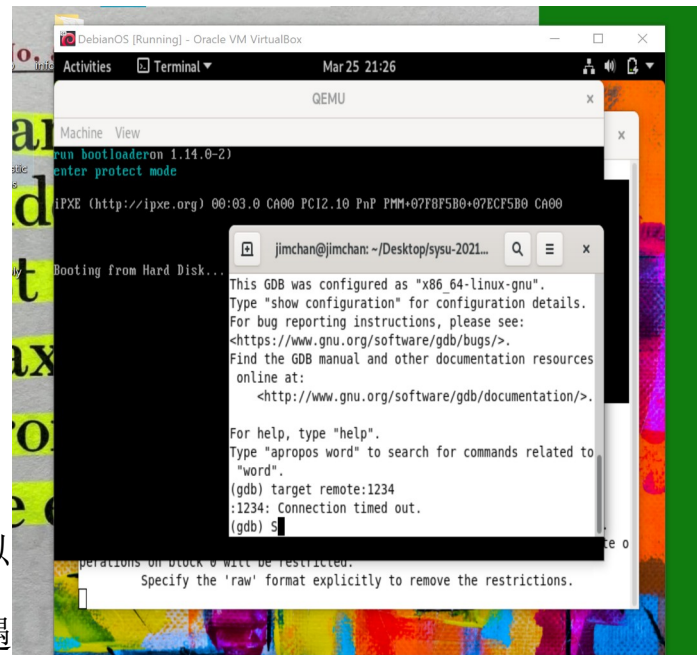 DebianOS [Running] - Oracle VM VirtualBox
Activities Terminal Mar 25 21:26
QEMU
Machine View
run bootloaderon 1.14.0-2)
enter protect mode
iPXE (http://ipxe.org) 00:03.0 CA00 PCI2.10 PnP PMM+07F8F5B0+07ECF5B0 CA00
Booting from Hard Disk...
jimchan@jimchan: ~/Desktop/sysu-2021...
This GDB was configured as "x86_64-linux-gnu".
Type "show configuration" for configuration details.
For bug reporting instructions, please see:
<https://www.gnu.org/software/gdb/bugs/>.
Find the GDB manual and other documentation resources
online at:
<http://www.gnu.org/software/gdb/documentation/>.
For help, type "help".
Type "apropos word" to search for commands related to
"word".
(gdb) target remote:1234
:1234: Connection timed out.
(gdb) S
perations on block 0 will be restricted.
Specify the 'raw' format explicitly to remove the restrictions.